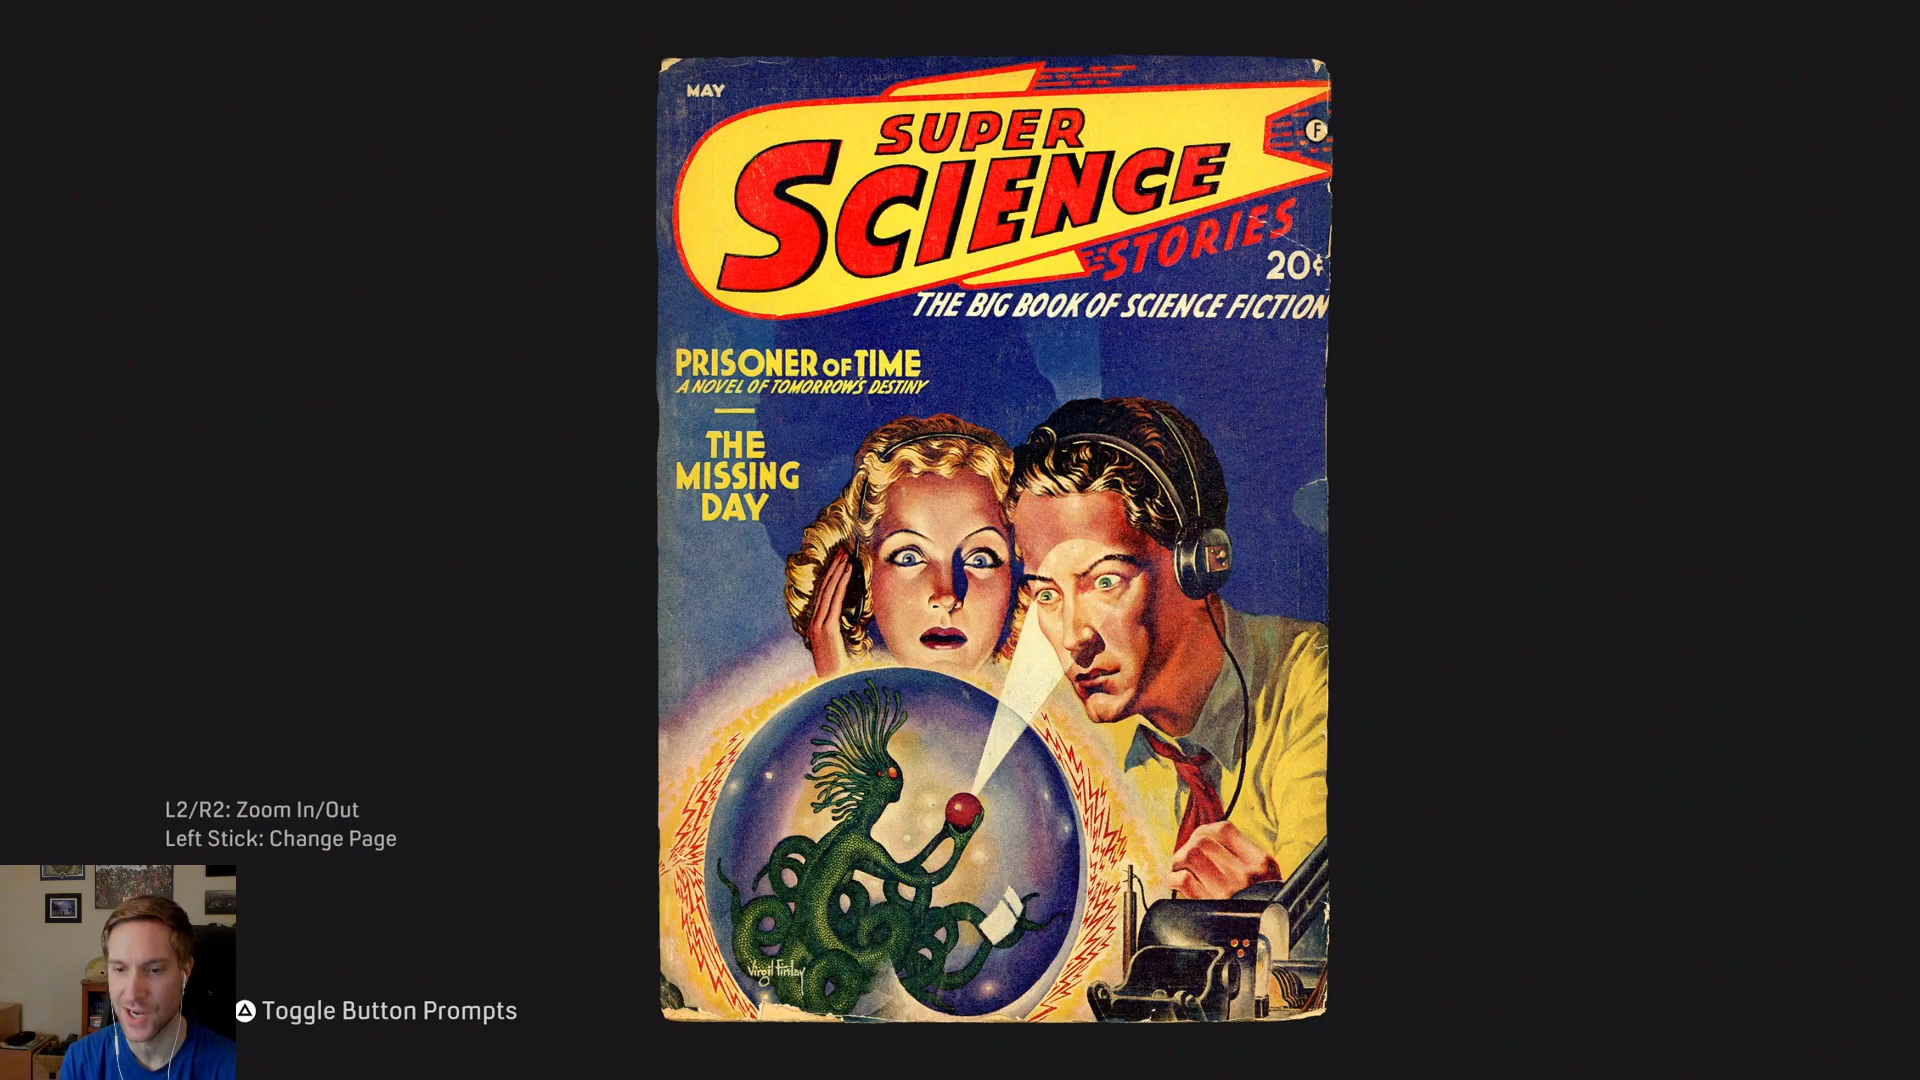 MAY
SUPER
SCIENCE
STORIES
F
20¢
THE BIG BOOK OF SCIENCE FICTION
PRISONER OF TIME
A NOVEL OF TOMORROW'S DESTINY
THE
MISSING
DAY
Virgil Finlay
L2/R2: Zoom In/Out
Left Stick: Change Page
Toggle Button Prompts